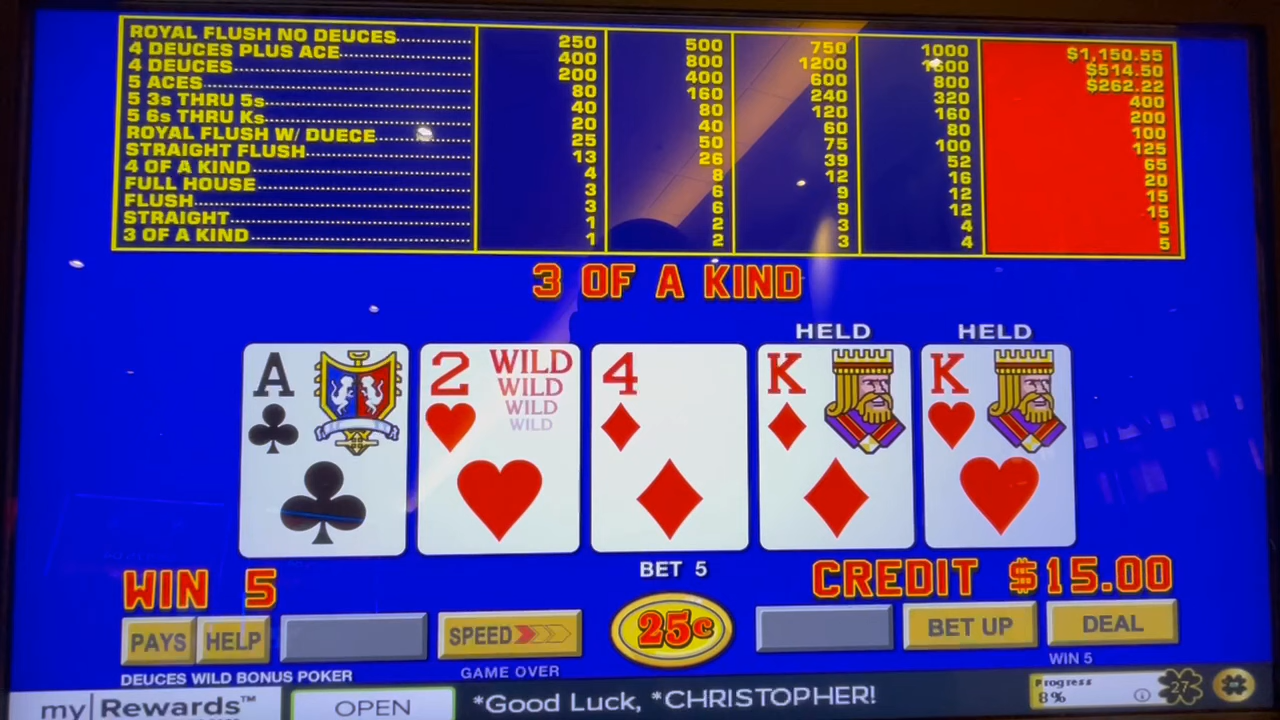 ROYAL FLUSH NO DEUCES 250 500 750 1000 $1,150.55
4 DEUCES PLUS ACE 400 800 1200 1600 $514.50
4 DEUCES 200 400 600 800 $262.22
5 ACES 80 160 240 320 400
5 3s THRU 5s 40 80 120 160 200
5 6s THRU Ks 20 40 60 80 100
ROYAL FLUSH W/ DUECE 25 50 75 100 125
STRAIGHT FLUSH 13 26 39 52 65
4 OF A KIND 4 8 12 16 20
FULL HOUSE 3 6 9 12 15
FLUSH 3 6 9 12 15
STRAIGHT 1 2 3 4 5
3 OF A KIND 1 2 3 4 5
3 OF A KIND
HELD HELD
A 2 WILD 4 K K
WILD
WILD
WILD
BET 5
WIN 5 CREDIT $15.00
PAYS HELP SPEED 25¢ BET UP DEAL
GAME OVER WIN 5
DEUCES WILD BONUS POKER
my|Rewards™ OPEN *Good Luck, *CHRISTOPHER! Progress 27
8%